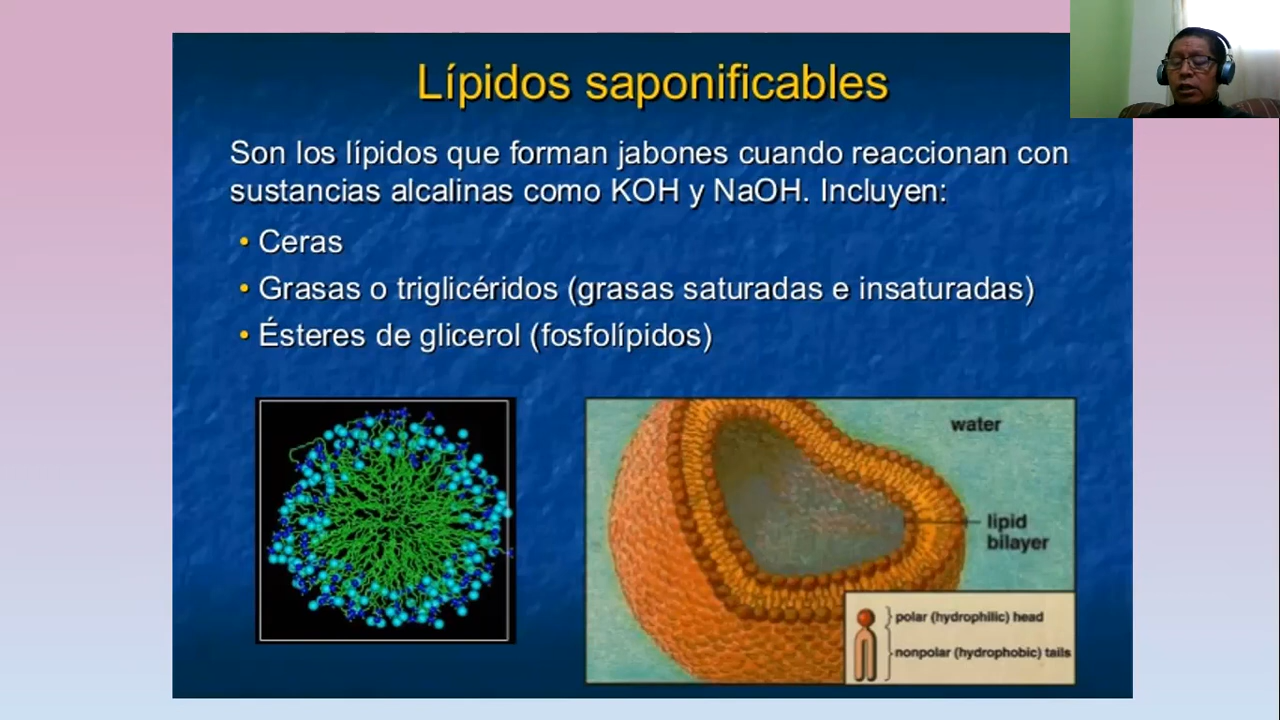 Lípidos saponificables
Son los lípidos que forman jabones cuando reaccionan con
sustancias alcalinas como KOH y NaOH. Incluyen:
• Ceras
• Grasas o triglicéridos (grasas saturadas e insaturadas)
• Ésteres de glicerol (fosfolípidos)
water
lipid
bilayer
polar (hydrophilic) head
nonpolar (hydrophobic) tails